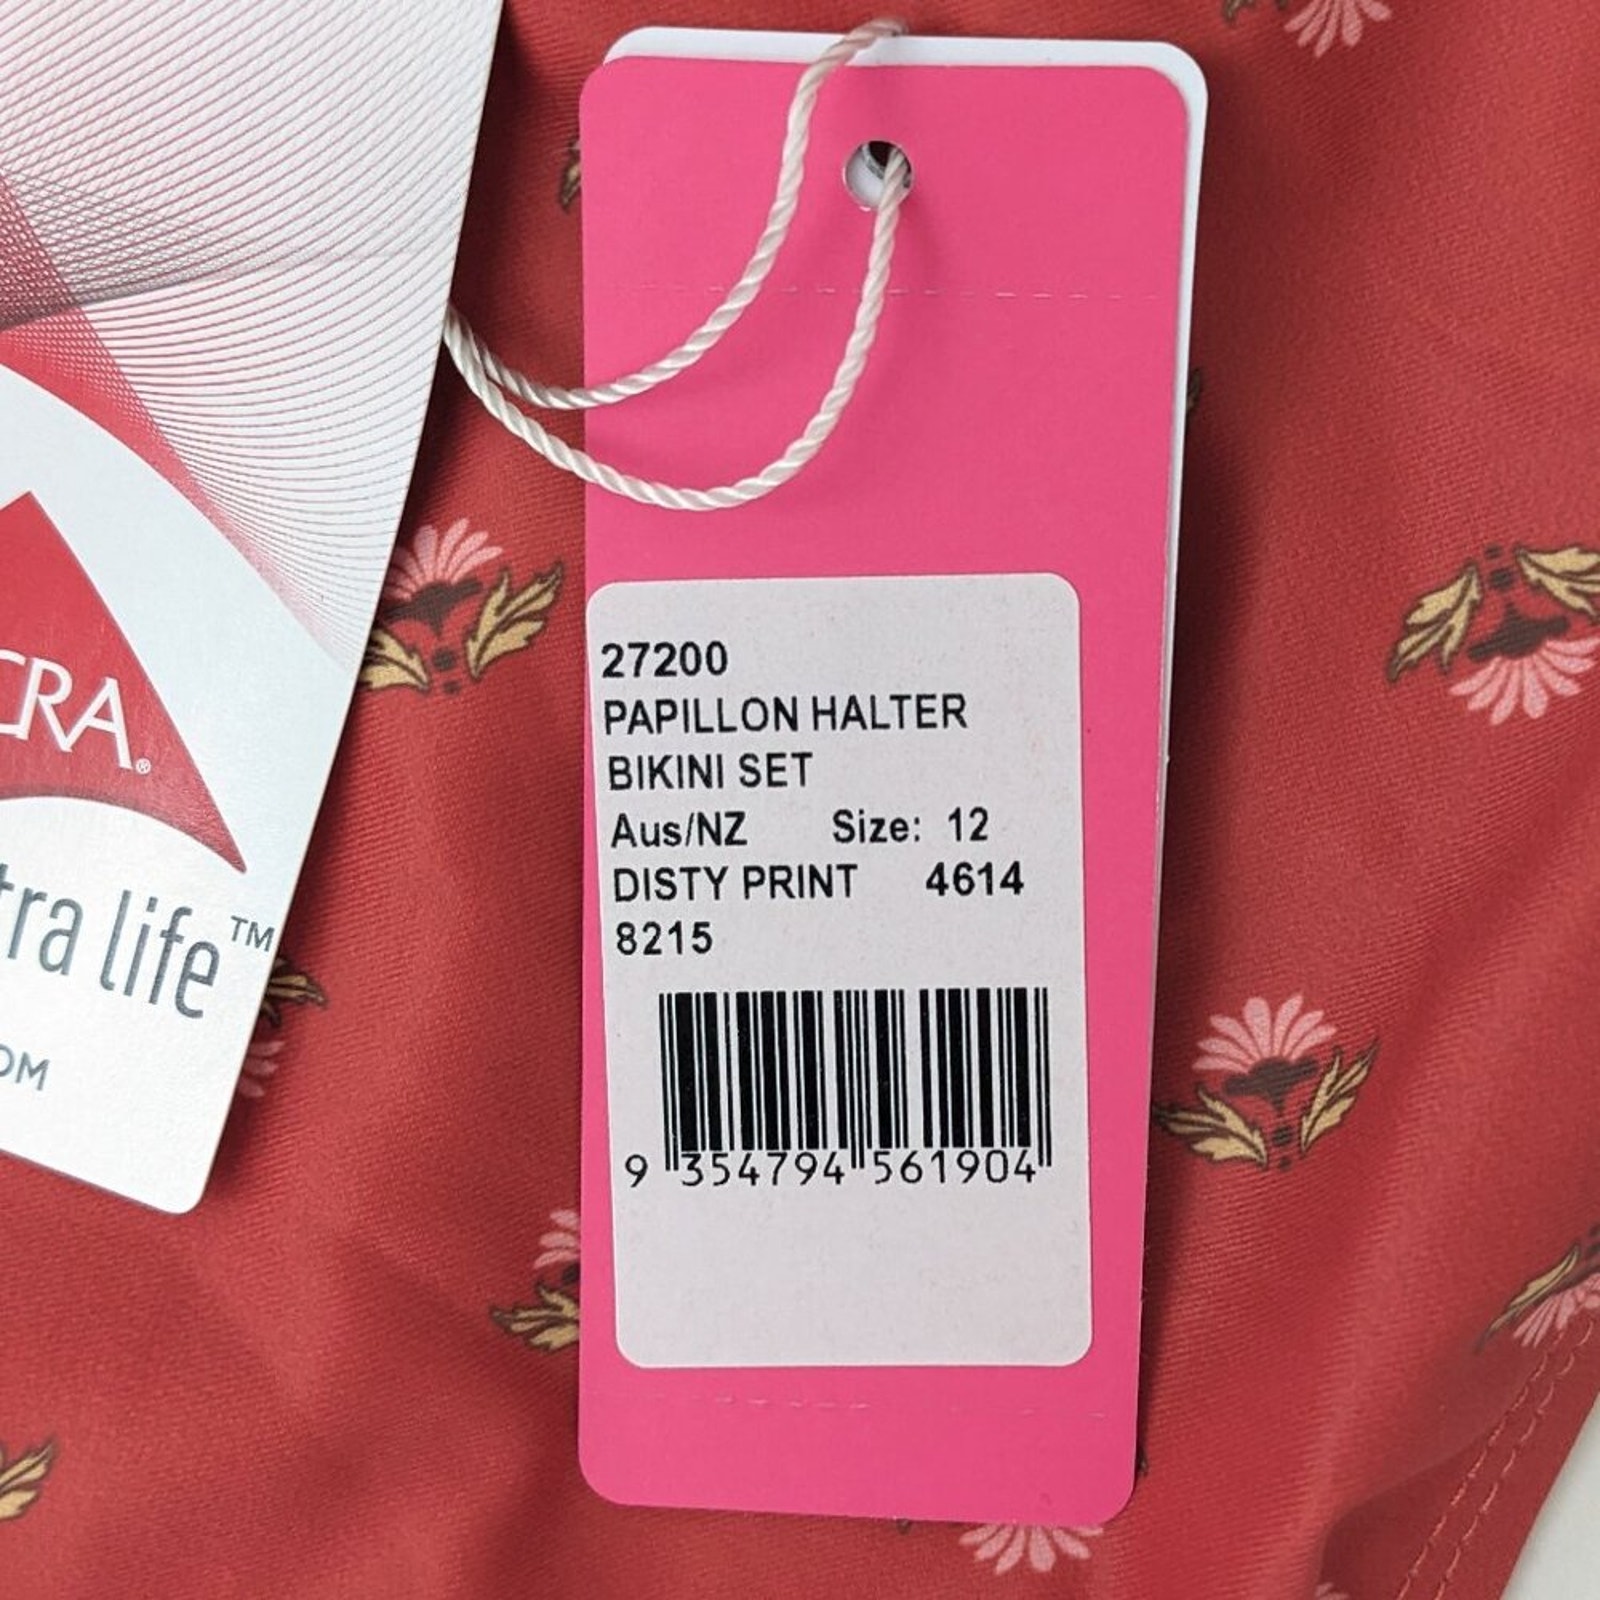 27200
PAPILLON HALTER
BIKINI SET
Aus/NZ Size: 12
DISTY PRINT 4614
8215
9 354794 561904
CRA®
tra life™
OM